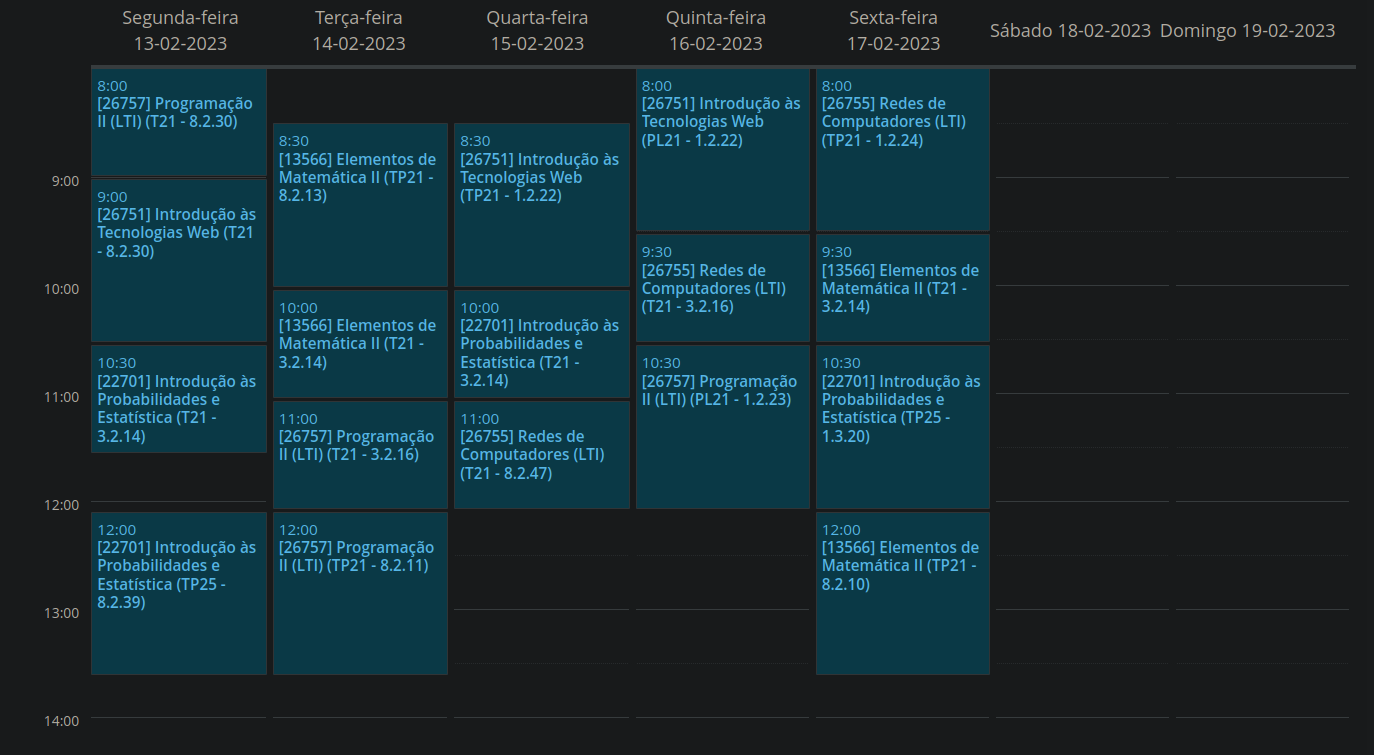 Segunda-feira
13-02-2023
Terça-feira
14-02-2023
Quarta-feira
15-02-2023
Quinta-feira
16-02-2023
Sexta-feira
17-02-2023
Sábado 18-02-2023
Domingo 19-02-2023
9:00
10:00
11:00
12:00
13:00
14:00
8:00
[26757] Programação
II (LTI) (T21 - 8.2.30)
9:00
[26751] Introdução às
Tecnologias Web (T21
- 8.2.30)
10:30
[22701] Introdução às
Probabilidades e
Estatística (T21 -
3.2.14)
12:00
[22701] Introdução às
Probabilidades e
Estatística (TP25 -
8.2.39)
8:30
[13566] Elementos de
Matemática II (TP21 -
8.2.13)
10:00
[13566] Elementos de
Matemática II (T21 -
3.2.14)
11:00
[26757] Programação
II (LTI) (T21 - 3.2.16)
12:00
[26757] Programação
II (LTI) (TP21 - 8.2.11)
8:30
[26751] Introdução às
Tecnologias Web
(TP21 - 1.2.22)
10:00
[22701] Introdução às
Probabilidades e
Estatística (T21 -
3.2.14)
11:00
[26755] Redes de
Computadores (LTI)
(T21 - 8.2.47)
8:00
[26751] Introdução às
Tecnologias Web
(PL21 - 1.2.22)
9:30
[26755] Redes de
Computadores (LTI)
(T21 - 3.2.16)
10:30
[26757] Programação
II (LTI) (PL21 - 1.2.23)
8:00
[26755] Redes de
Computadores (LTI)
(TP21 - 1.2.24)
9:30
[13566] Elementos de
Matemática II (T21 -
3.2.14)
10:30
[22701] Introdução às
Probabilidades e
Estatística (TP25 -
1.3.20)
12:00
[13566] Elementos de
Matemática II (TP21 -
8.2.10)